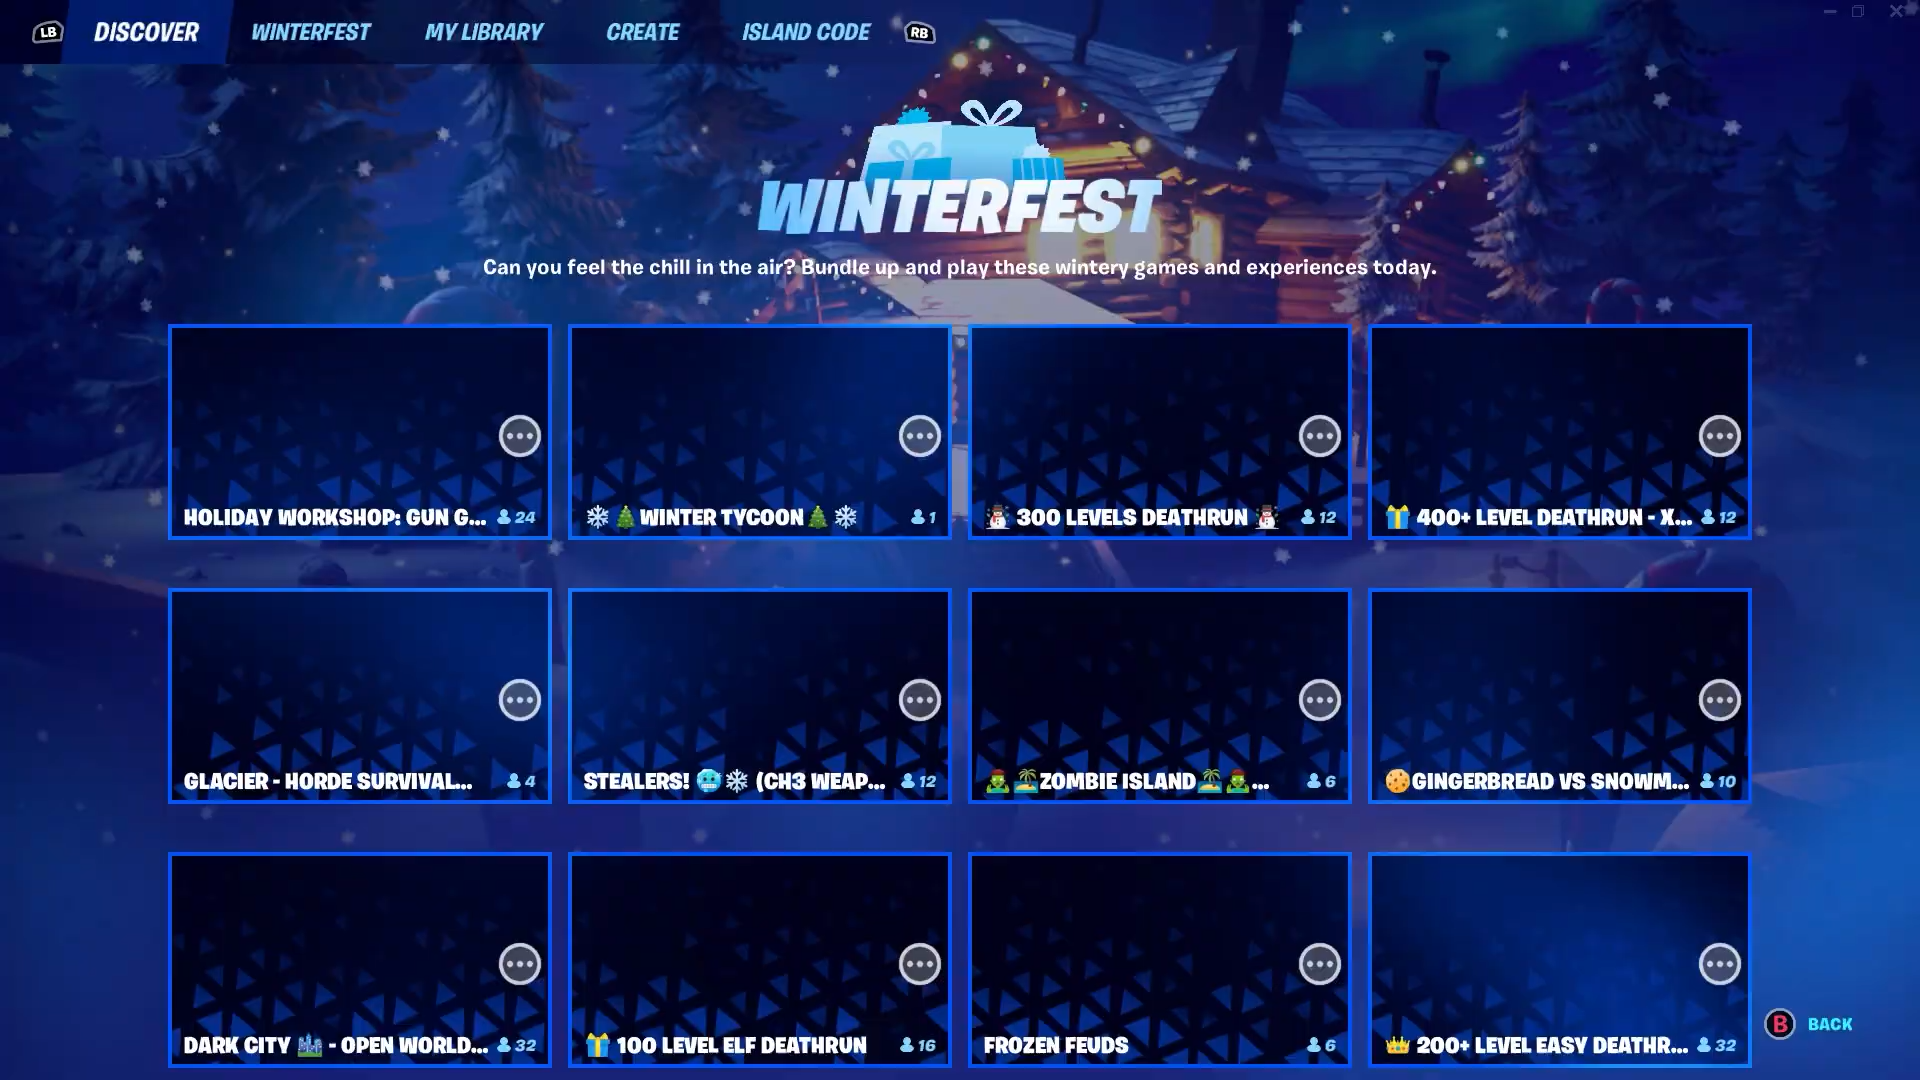 LB DISCOVER WINTERFEST MY LIBRARY CREATE ISLAND CODE RB
WINTERFEST
Can you feel the chill in the air? Bundle up and play these wintery games and experiences today.
HOLIDAY WORKSHOP: GUN G... 24
❄️🎄WINTER TYCOON🎄❄️ 1
⛄ 300 LEVELS DEATHRUN ⛄ 12
🎁 400+ LEVEL DEATHRUN - X... 12
GLACIER - HORDE SURVIVAL... 4
STEALERS! 🥶❄️ (CH3 WEAP... 12
🧟‍♂️🏝️ZOMBIE ISLAND🏝️🧟‍♂️... 6
🍪GINGERBREAD VS SNOWM... 10
DARK CITY 🏙️ - OPEN WORLD... 32
🎁 100 LEVEL ELF DEATHRUN 16
FROZEN FEUDS 6
👑 200+ LEVEL EASY DEATHR... 32
B BACK